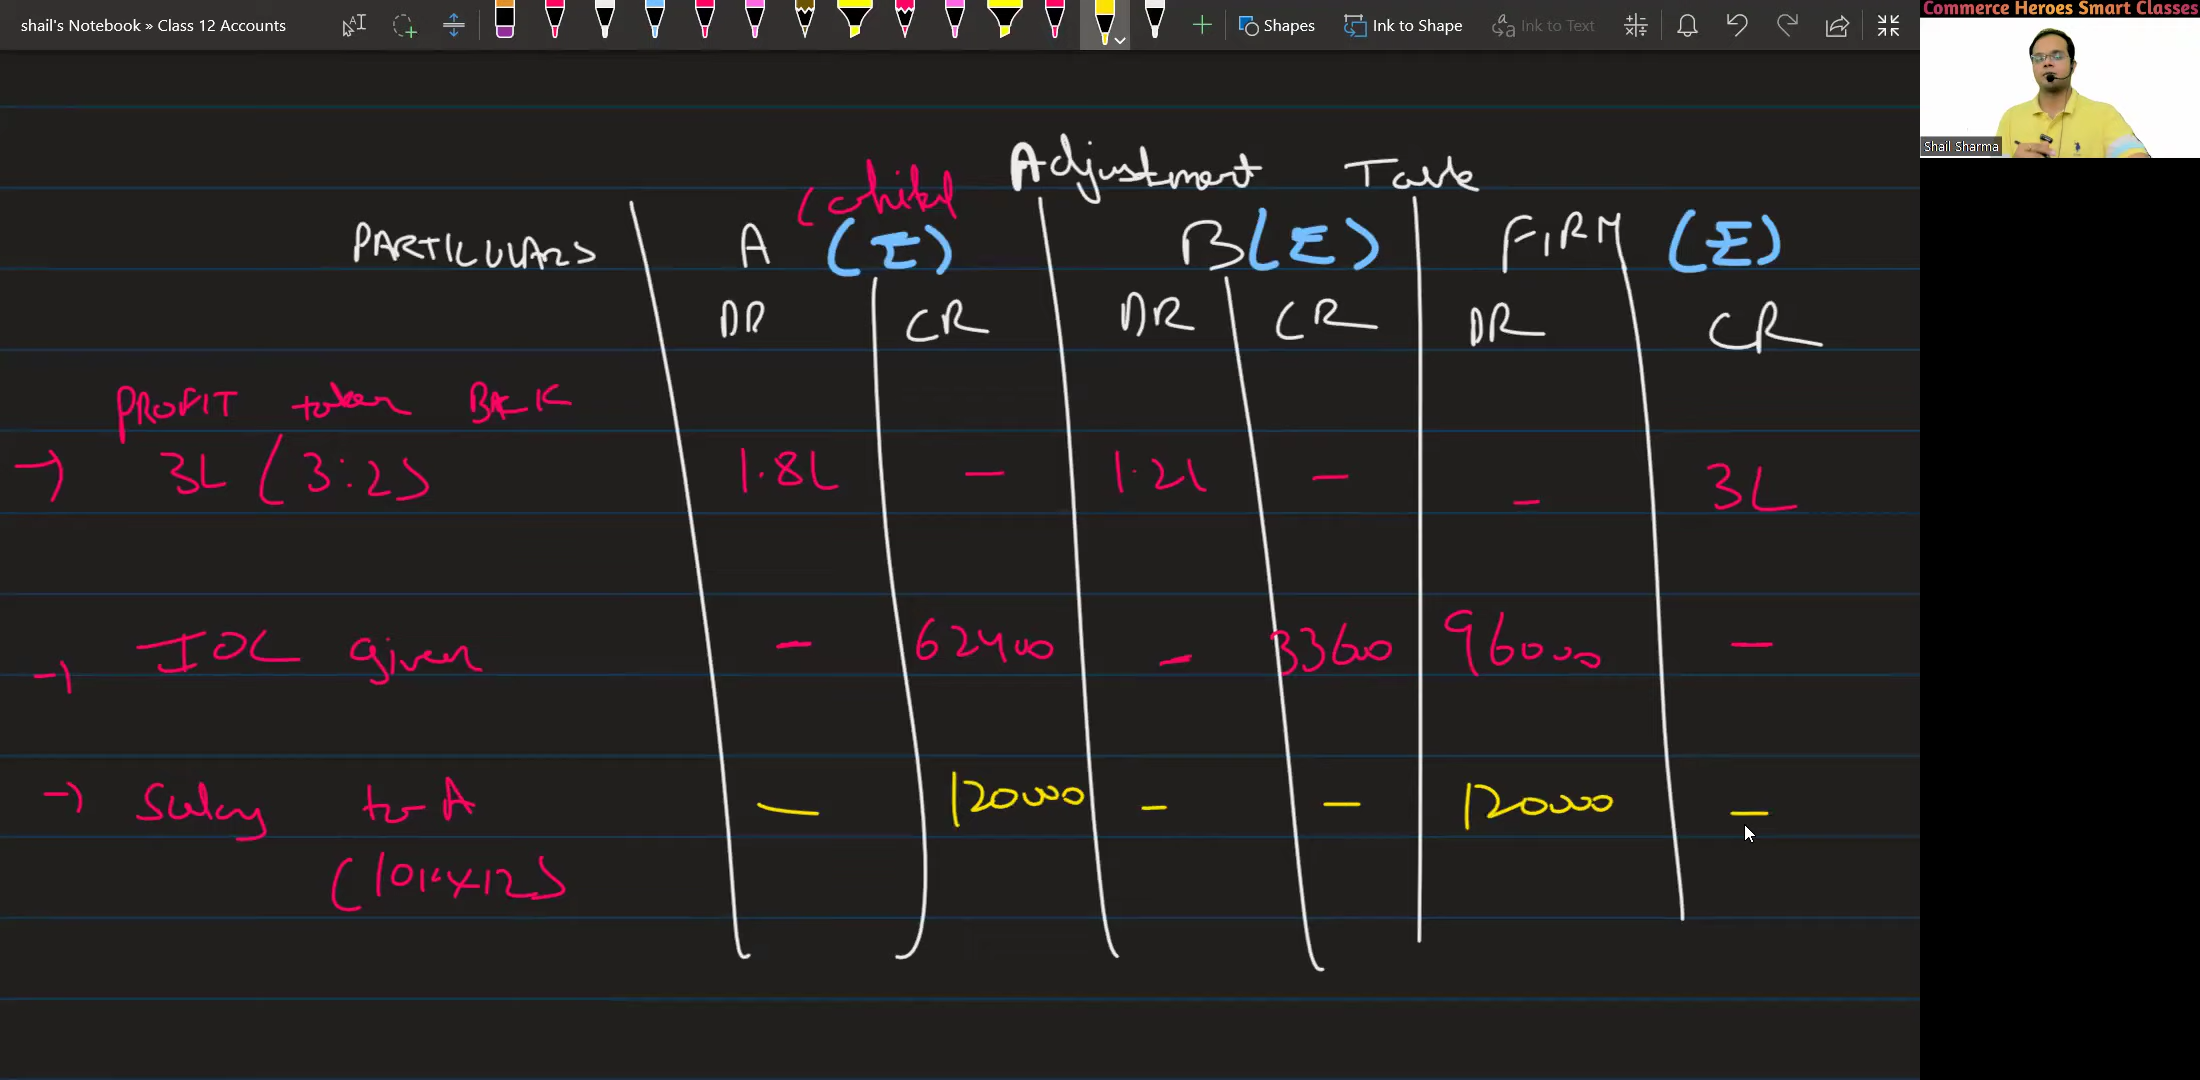 shail's Notebook » Class 12 Accounts
Shapes
Ink to Shape
Ink to Text
Commerce Heroes Smart Classes
Shail Sharma
Adjustment Table
PARTICULARS A (Σ) B (Σ) FIRM (Σ)
DR CR DR CR DR CR
PROFIT taken BACK
→ 3L (3:2) 1.8L - 1.2L - - 3L
→ IOC given - 62400 - 33600 96000 -
→ Salary to A - 120000 - - 120000 -
(10K×12)